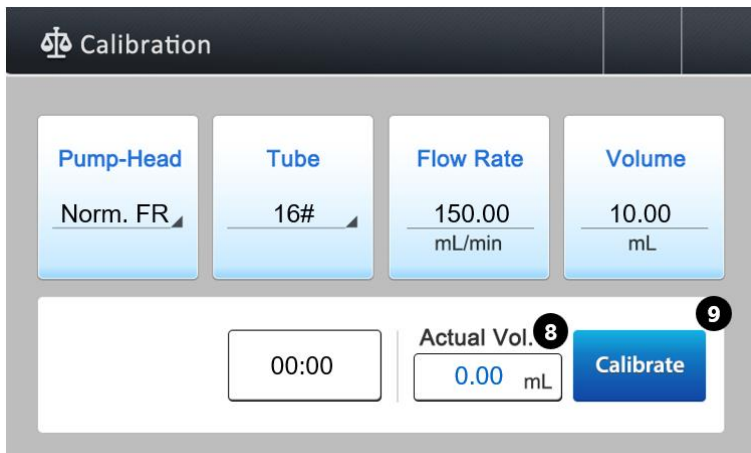 Calibration
Pump-Head
Norm. FR
Tube
16#
Flow Rate
150.00
mL/min
Volume
10.00
mL
00:00
Actual Vol. 8
0.00 mL
9
Calibrate